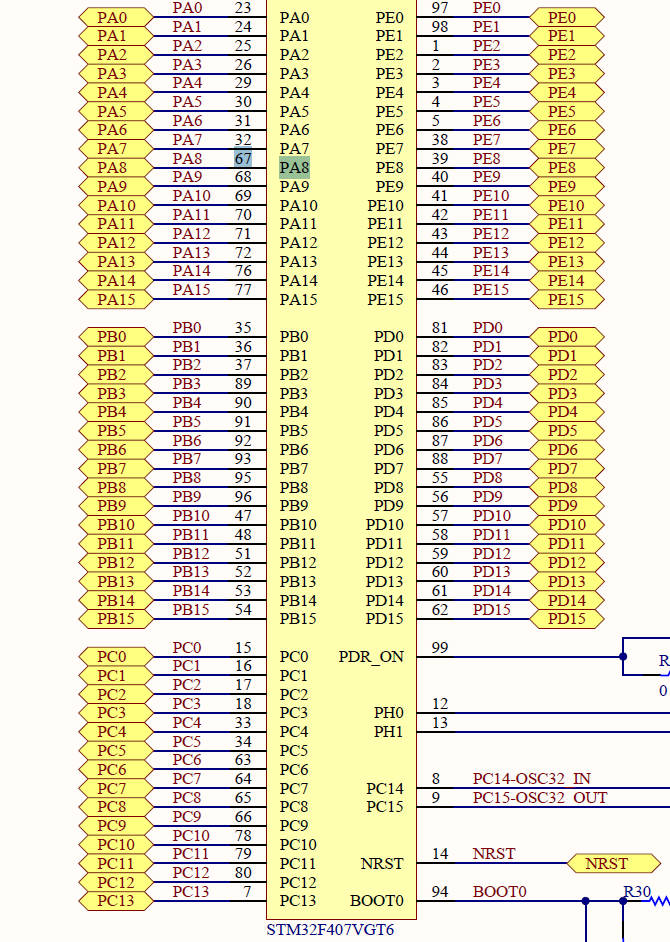 PA0 PA0 23 PA0 PE0 97 PE0 PE0
PA1 PA1 24 PA1 PE1 98 PE1 PE1
PA2 PA2 25 PA2 PE2 1 PE2 PE2
PA3 PA3 26 PA3 PE3 2 PE3 PE3
PA4 PA4 29 PA4 PE4 3 PE4 PE4
PA5 PA5 30 PA5 PE5 4 PE5 PE5
PA6 PA6 31 PA6 PE6 5 PE6 PE6
PA7 PA7 32 PA7 PE7 38 PE7 PE7
PA8 PA8 67 PA8 PE8 39 PE8 PE8
PA9 PA9 68 PA9 PE9 40 PE9 PE9
PA10 PA10 69 PA10 PE10 41 PE10 PE10
PA11 PA11 70 PA11 PE11 42 PE11 PE11
PA12 PA12 71 PA12 PE12 43 PE12 PE12
PA13 PA13 72 PA13 PE13 44 PE13 PE13
PA14 PA14 76 PA14 PE14 45 PE14 PE14
PA15 PA15 77 PA15 PE15 46 PE15 PE15
PB0 PB0 35 PB0 PD0 81 PD0 PD0
PB1 PB1 36 PB1 PD1 82 PD1 PD1
PB2 PB2 37 PB2 PD2 83 PD2 PD2
PB3 PB3 89 PB3 PD3 84 PD3 PD3
PB4 PB4 90 PB4 PD4 85 PD4 PD4
PB5 PB5 91 PB5 PD5 86 PD5 PD5
PB6 PB6 92 PB6 PD6 87 PD6 PD6
PB7 PB7 93 PB7 PD7 88 PD7 PD7
PB8 PB8 95 PB8 PD8 55 PD8 PD8
PB9 PB9 96 PB9 PD9 56 PD9 PD9
PB10 PB10 47 PB10 PD10 57 PD10 PD10
PB11 PB11 48 PB11 PD11 58 PD11 PD11
PB12 PB12 51 PB12 PD12 59 PD12 PD12
PB13 PB13 52 PB13 PD13 60 PD13 PD13
PB14 PB14 53 PB14 PD14 61 PD14 PD14
PB15 PB15 54 PB15 PD15 62 PD15 PD15
PC0 PC0 15 PC0 PDR_ON 99 R
PC1 PC1 16 PC1
PC2 PC2 17 PC2 0
PC3 PC3 18 PC3 PH0 12
PC4 PC4 33 PC4 PH1 13
PC5 PC5 34 PC5
PC6 PC6 63 PC6
PC7 PC7 64 PC7 PC14 8 PC14-OSC32_IN
PC8 PC8 65 PC8 PC15 9 PC15-OSC32_OUT
PC9 PC9 66 PC9
PC10 PC10 78 PC10
PC11 PC11 79 PC11 NRST 14 NRST NRST
PC12 PC12 80 PC12
PC13 PC13 7 PC13 BOOT0 94 BOOT0 R30
STM32F407VGT6